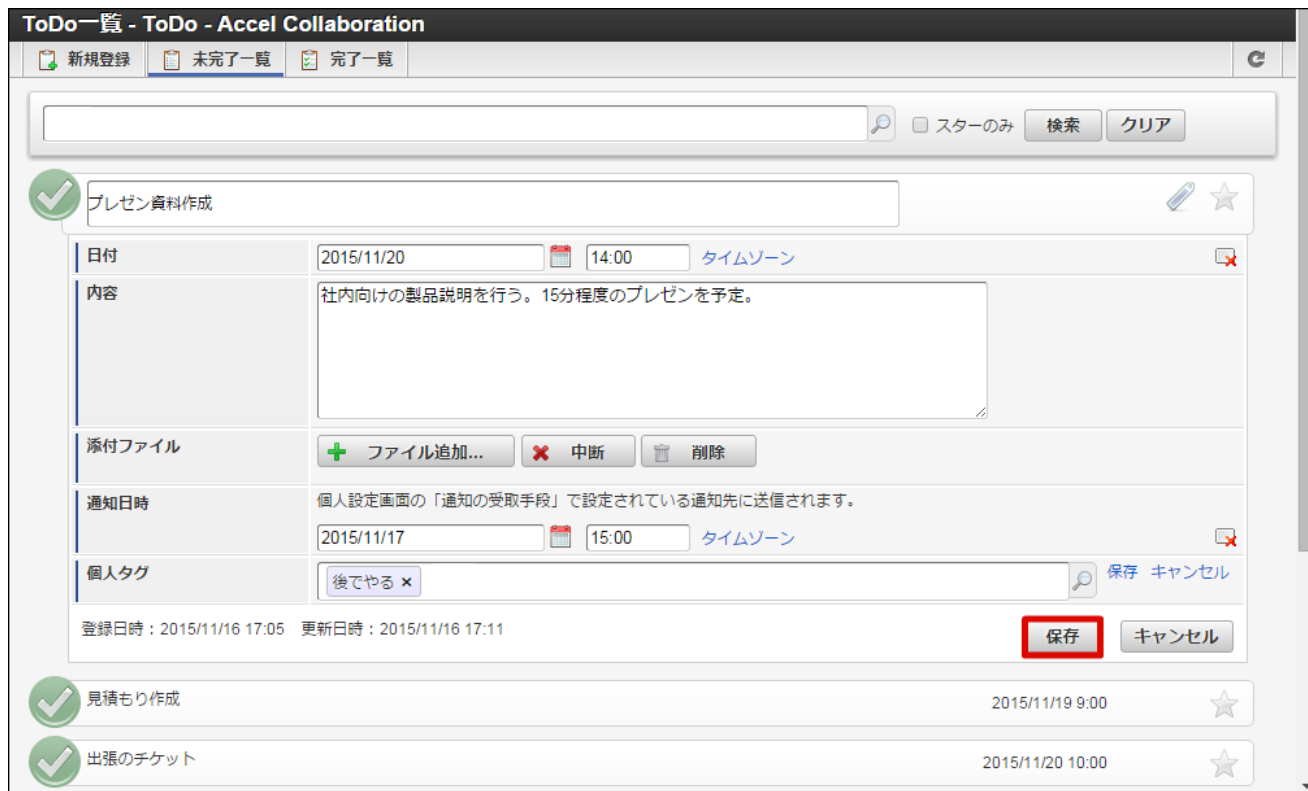 ToDo一覧 - ToDo - Accel Collaboration
新規登録 未完了一覧 完了一覧
スターのみ 検索 クリア
プレゼン資料作成
日付 2015/11/20 14:00 タイムゾーン
内容 社内向けの製品説明を行う。15分程度のプレゼンを予定。
添付ファイル ファイル追加... 中断 削除
通知日時 個人設定画面の「通知の受取手段」で設定されている通知先に送信されます。
2015/11/17 15:00 タイムゾーン
個人タグ 後でやる × 保存 キャンセル
登録日時：2015/11/16 17:05 更新日時：2015/11/16 17:11
保存 キャンセル
見積もり作成 2015/11/19 9:00
出張のチケット 2015/11/20 10:00